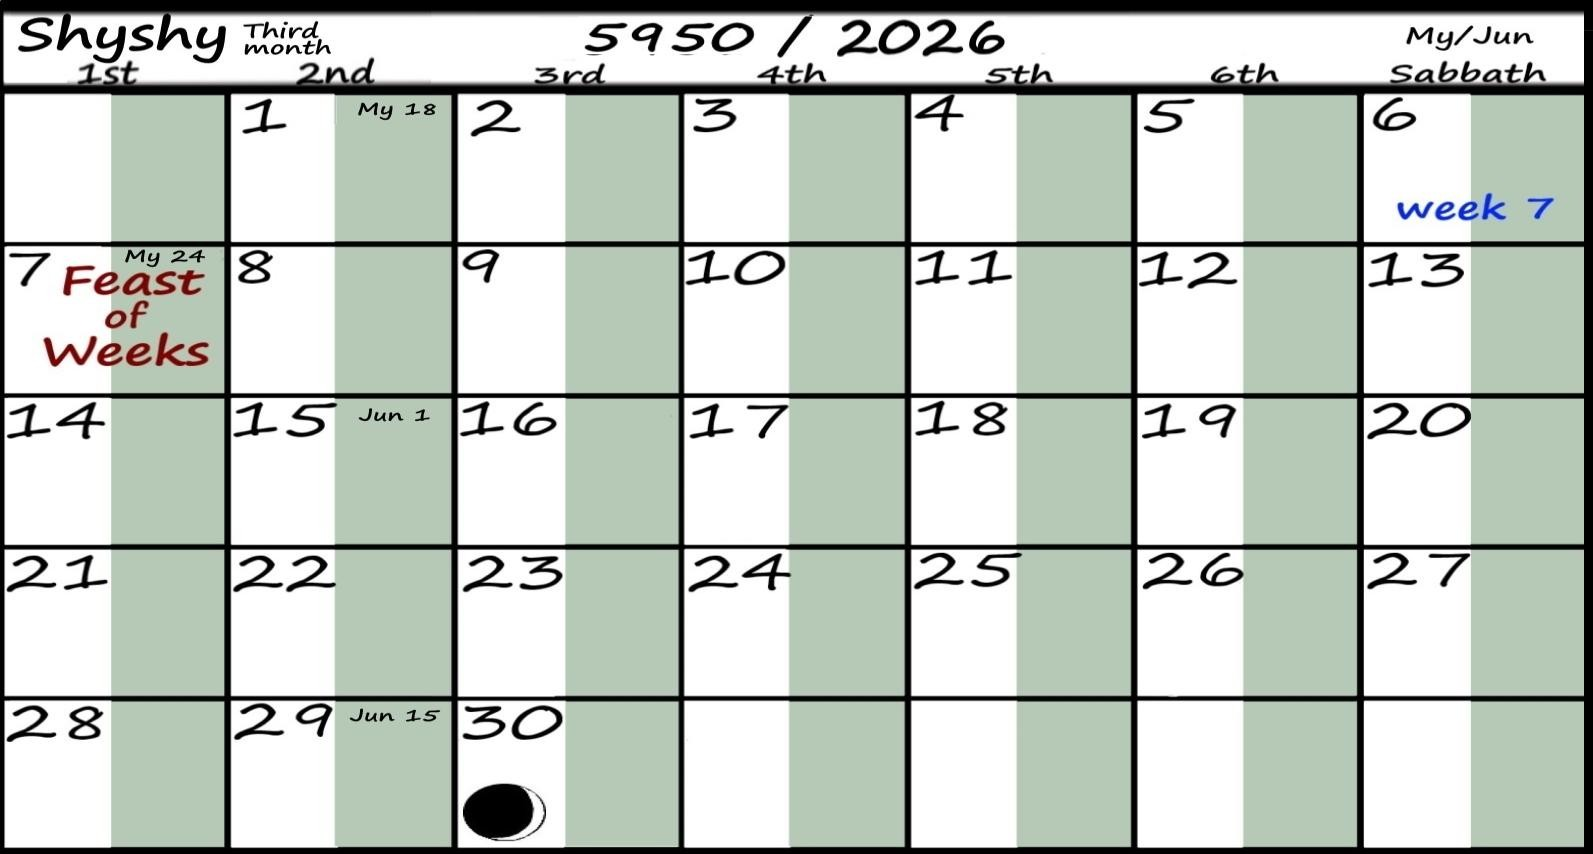 Shyshy Third month 5950 / 2026 My/Jun
1st 2nd 3rd 4th 5th 6th Sabbath
1 My 18 2 3 4 5 6
week 7
7 My 24 8 9 10 11 12 13
Feast
of
Weeks
14 15 Jun 1 16 17 18 19 20
21 22 23 24 25 26 27
28 29 Jun 15 30